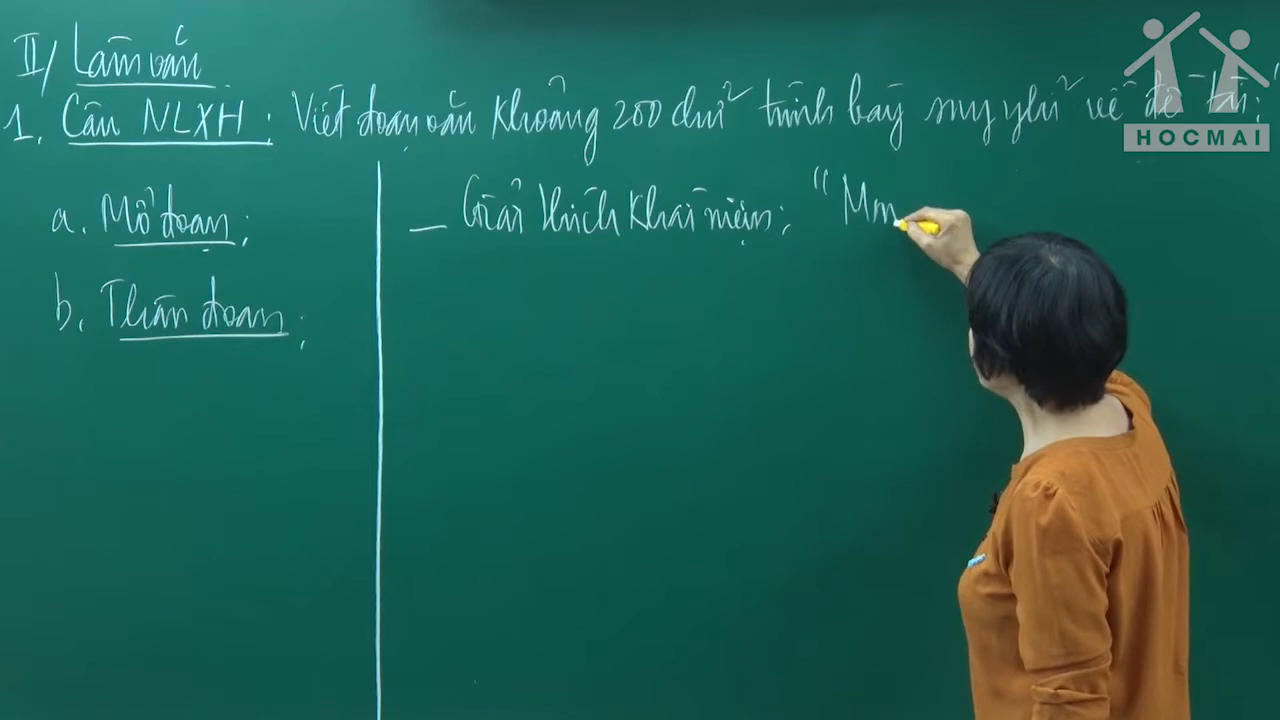 II/ Làm văn
1. Câu NLXH: Viết đoạn văn khoảng 200 chữ trình bày suy nghĩ về đề tài: "
a. Mở đoạn:
b. Thân đoạn:
– Giải thích khái niệm: "
HOCMAI